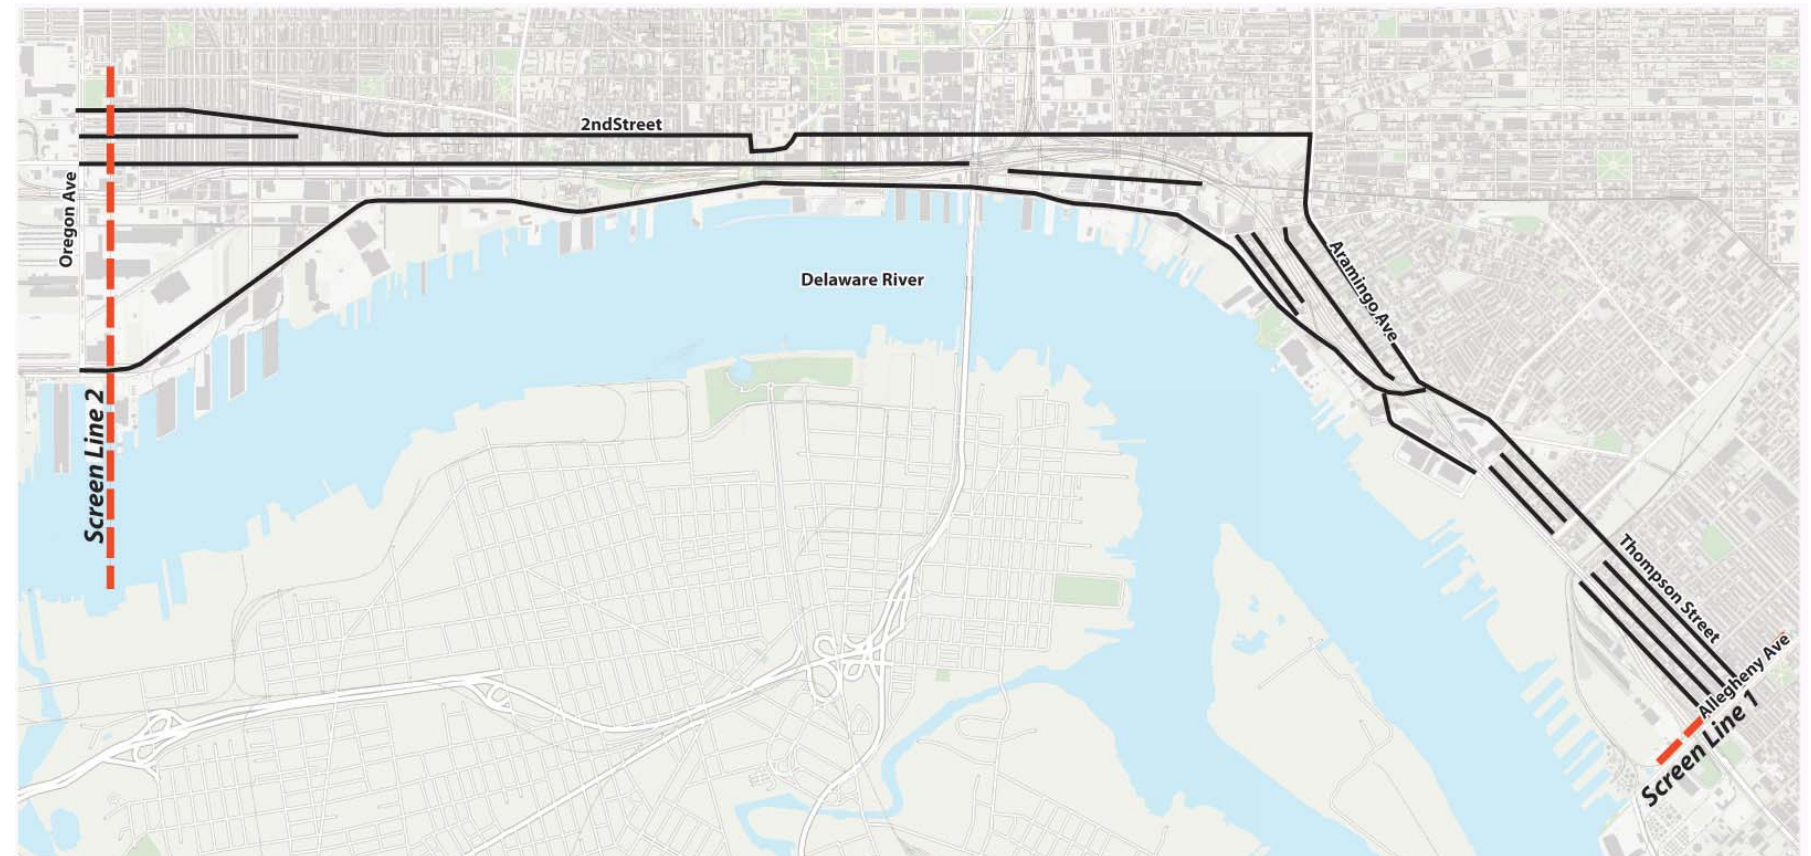 2ndStreet
Oregon Ave
Delaware River
Aramingo Ave
Screen Line 2
Thompson Street
Allegheny Ave
Screen Line 1